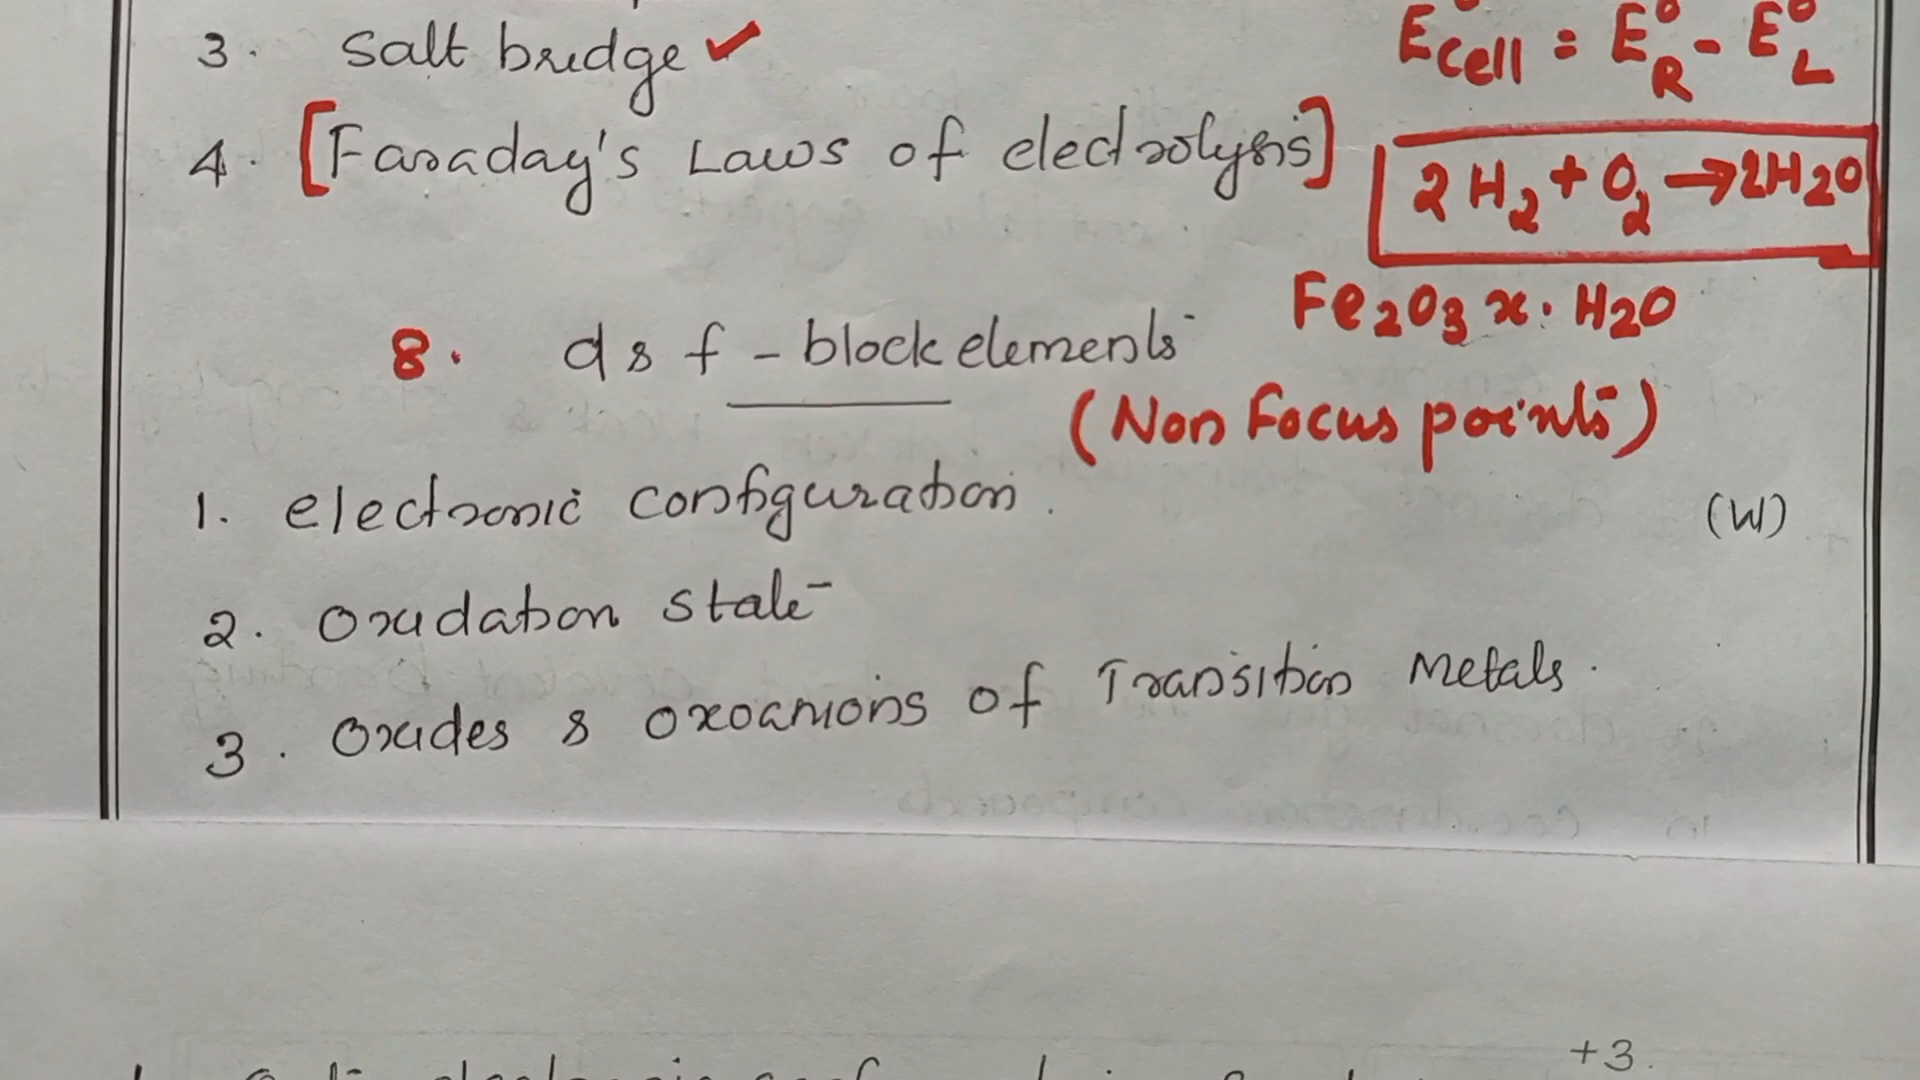 3. Salt bridge ✓
E°cell = E°R - E°L
4. [Faraday's Laws of electrolysis]
2H2 + O2 → 2H2O
Fe2O3 x. H2O
8. d & f - block elements
(Non Focus points)
1. electronic configuration.
(W)
2. Oxidation state
3. Oxides & oxoanions of Transition Metals.
+3.